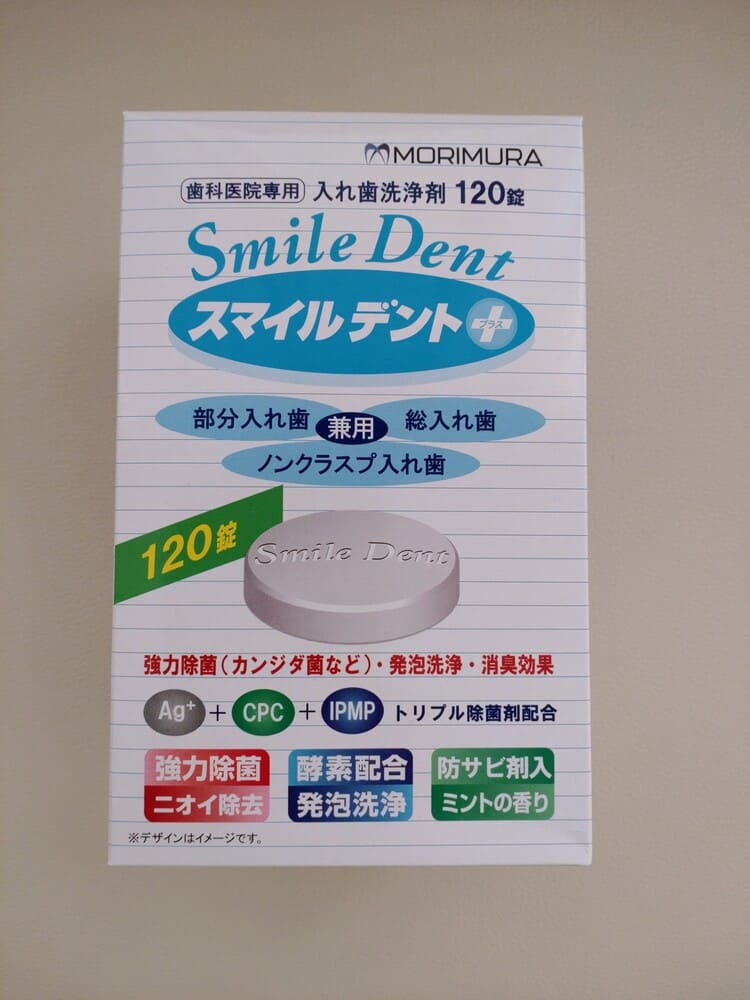 MORIMURA
歯科医院専用 入れ歯洗浄剤 120錠
Smile Dent
スマイルデント プラス
部分入れ歯 兼用 総入れ歯
ノンクラスプ入れ歯
120錠
Smile Dent
強力除菌(カンジダ菌など)・発泡洗浄・消臭効果
Ag+ + CPC + IPMP トリプル除菌剤配合
強力除菌 酵素配合 防サビ剤入
ニオイ除去 発泡洗浄 ミントの香り
※デザインはイメージです。